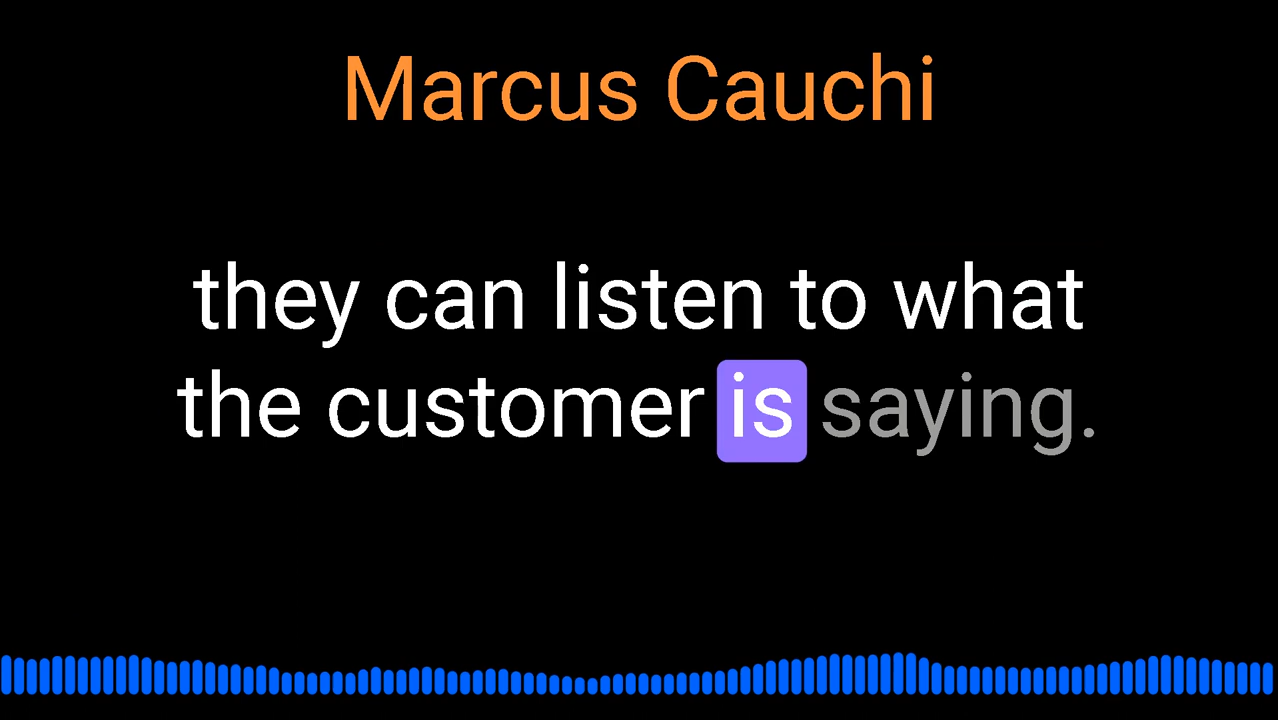 Marcus Cauchi
they can listen to what
the customer is saying.